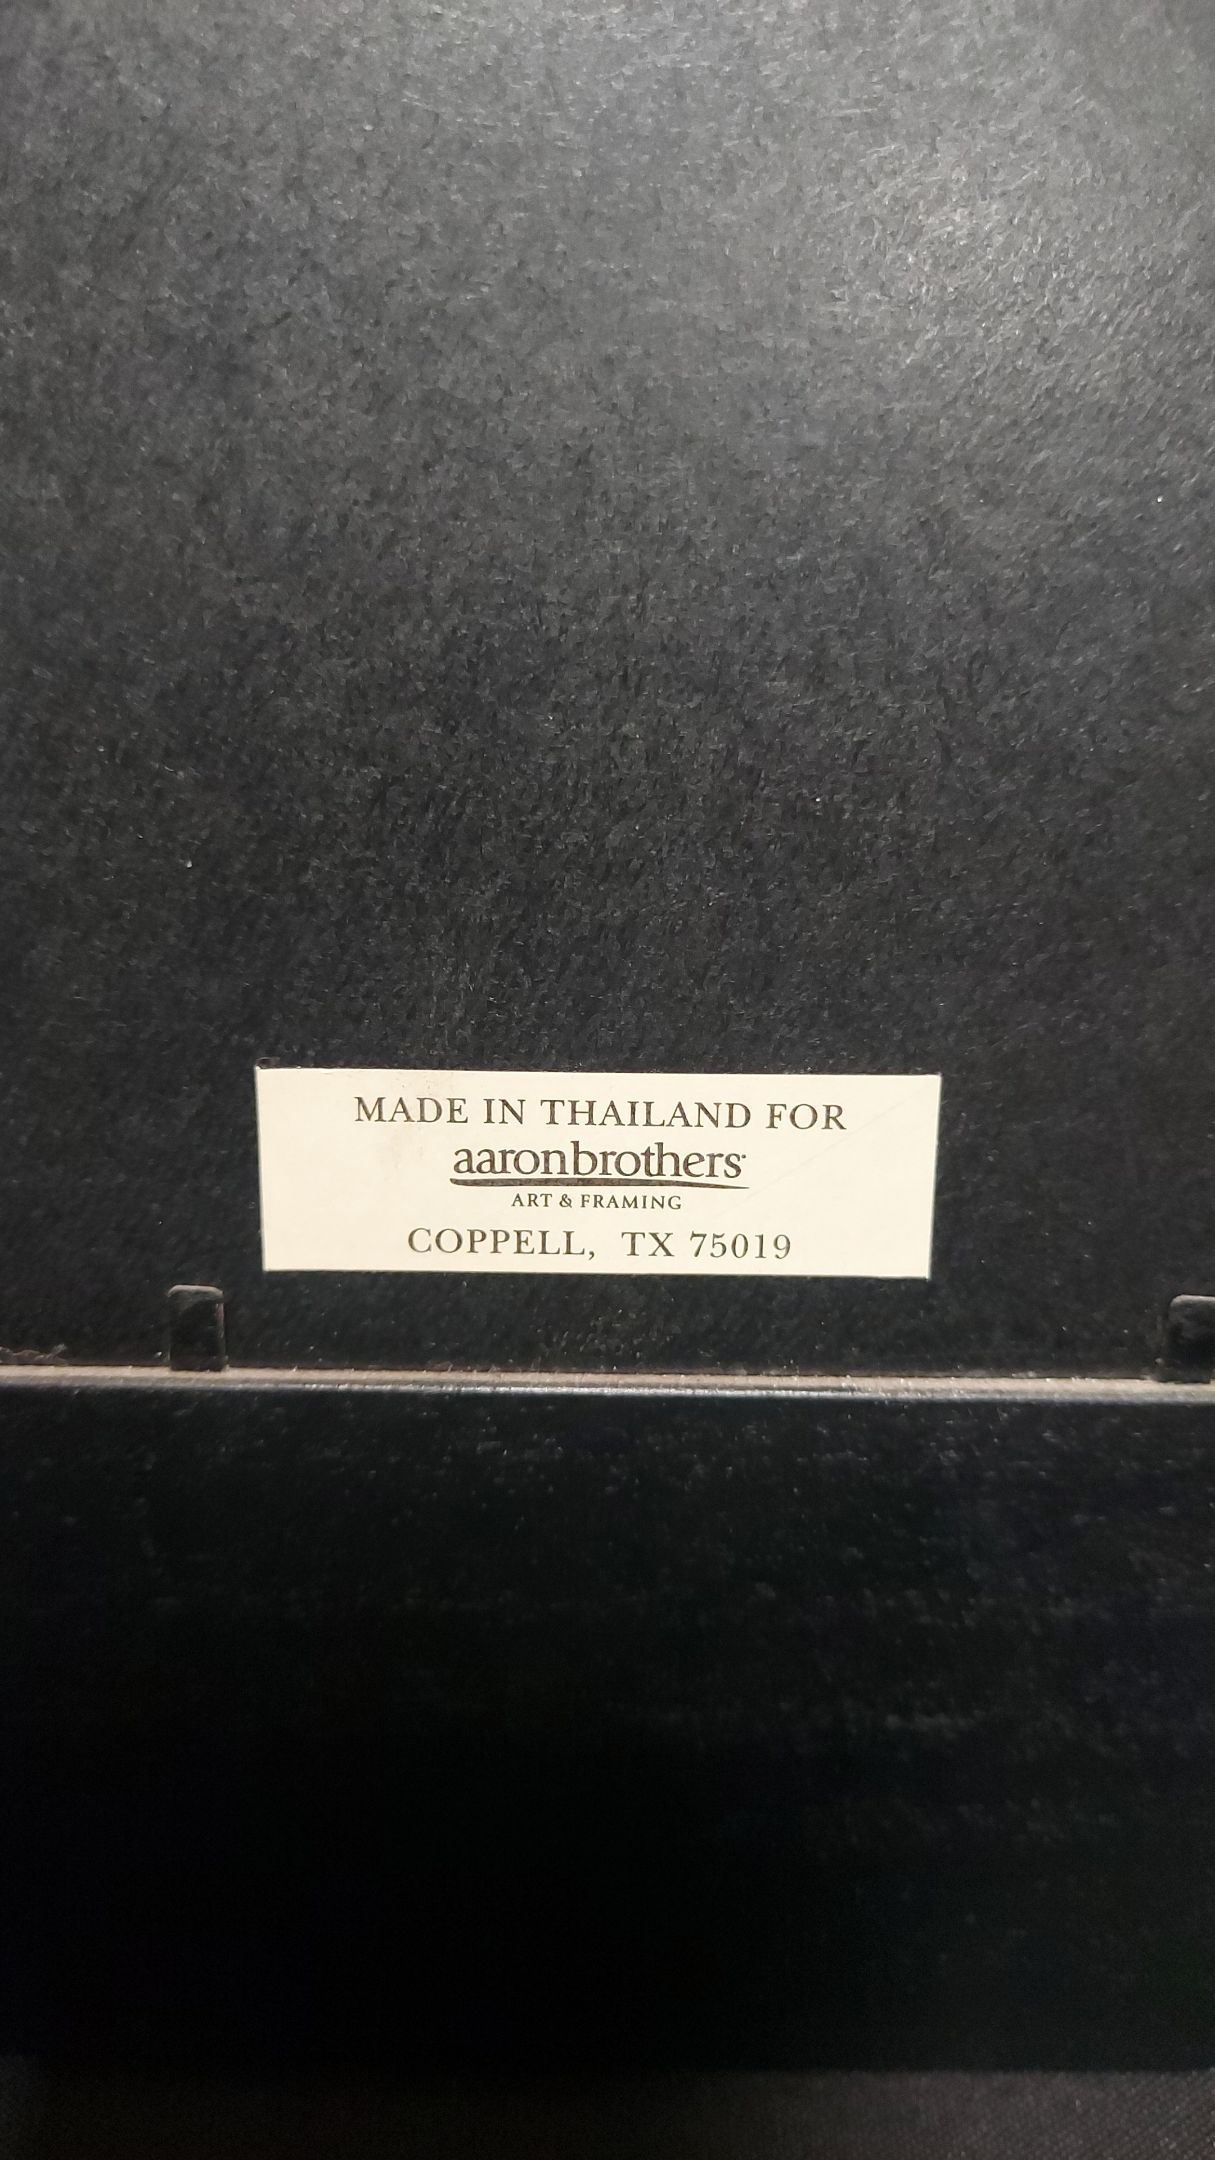 MADE IN THAILAND FOR
aaronbrothers
ART & FRAMING
COPPELL, TX 75019